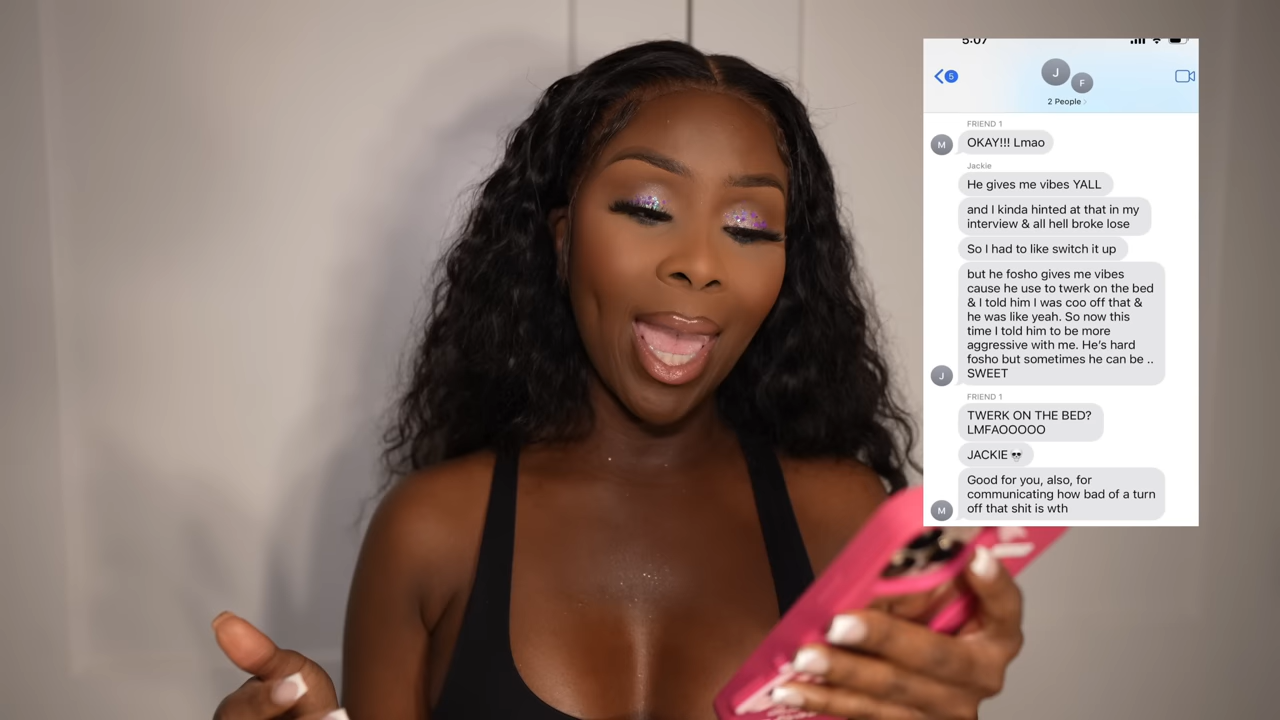 5:07
5
J
F
2 People
FRIEND 1
M
OKAY!!! Lmao
Jackie
He gives me vibes YALL
and I kinda hinted at that in my
interview & all hell broke lose
So I had to like switch it up
but he fosho gives me vibes
cause he use to twerk on the bed
& I told him I was coo off that &
he was like yeah. So now this
time I told him to be more
aggressive with me. He's hard
fosho but sometimes he can be ..
SWEET
J
FRIEND 1
TWERK ON THE BED?
LMFAOOOOO
JACKIE 💀
Good for you, also, for
communicating how bad of a turn
off that shit is wth
M